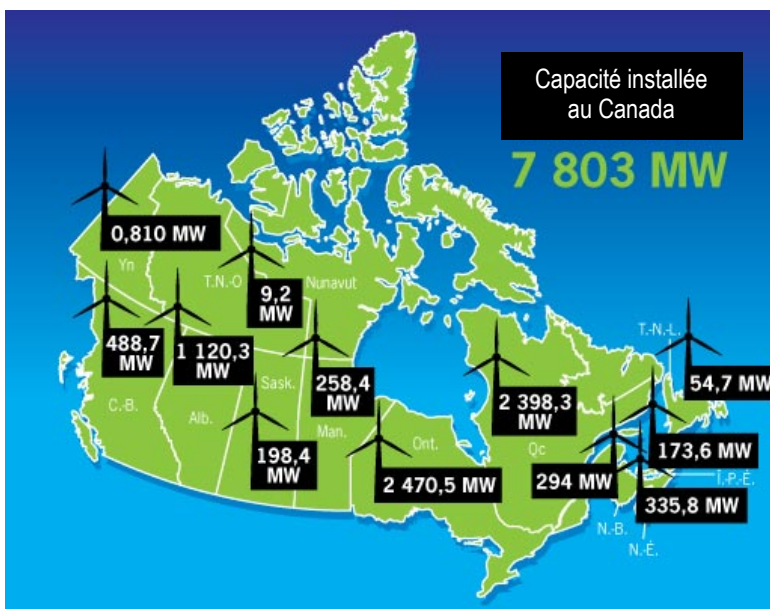 Capacité installée
au Canada
7 803 MW
0,810 MW
Yn
T.N.-O
Nunavut
9,2
MW
488,7
MW
1 120,3
MW
258,4
MW
T.-N.-L.
54,7 MW
2 398,3
MW
C.-B.
Alb.
Sask.
Man.
198,4
MW
Ont.
2 470,5 MW
Qc
173,6 MW
294 MW
Î.-P.-É.
335,8 MW
N.-B.
N.-É.